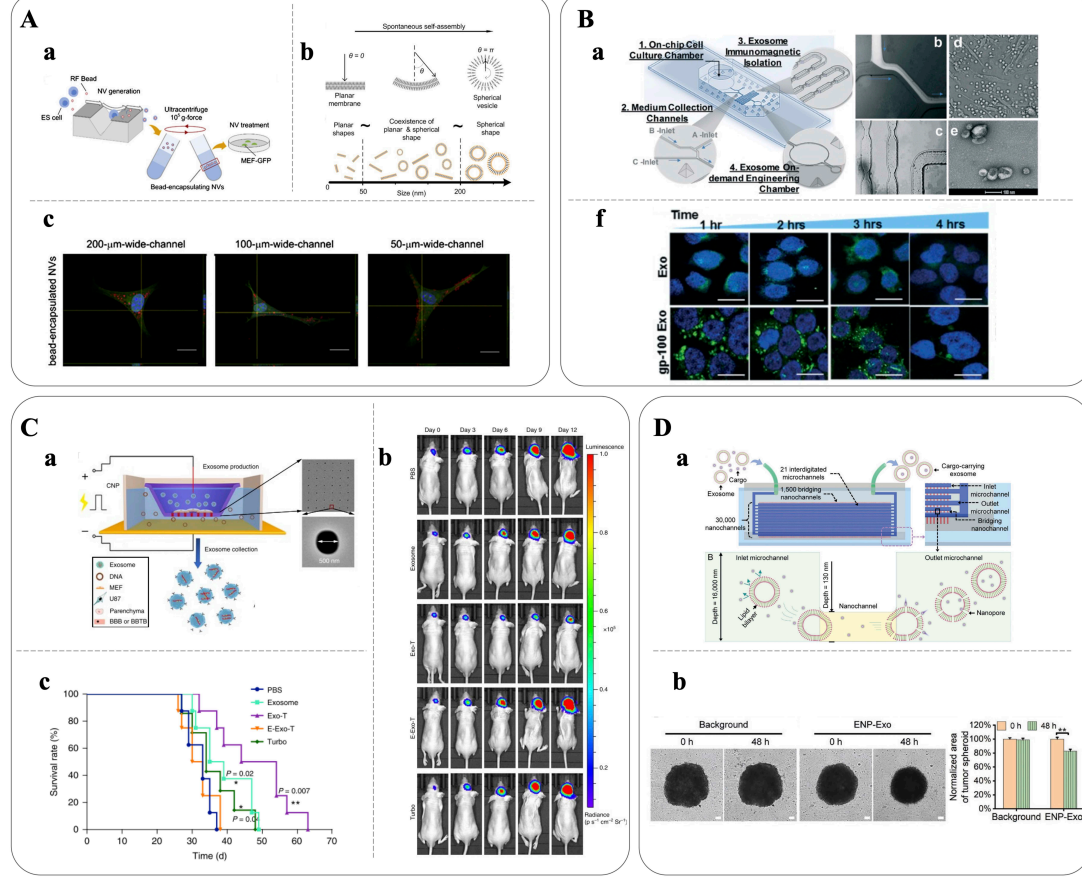 A
a
RF Bead
NV generation
ES cell
Ultracentrifuge
10⁵ g-force
NV treatment
MEF-GFP
Bead-encapsulating NVs
b
Spontaneous self-assembly
θ = 0
θ
θ = π
Planar
membrane
Spherical
vesicle
Planar
shapes
~
Coexistence of
planar & spherical
shape
~
Spherical
shape
50
200
Size (nm)
c
200-μm-wide-channel
100-μm-wide-channel
50-μm-wide-channel
bead-encapsulated NVs
B
a
1. On-chip Cell
Culture Chamber
3. Exosome
Immunomagnetic
Isolation
2. Medium Collection
Channels
B -Inlet
A -Inlet
C -Inlet
4. Exosome On-
demand Engineering
Chamber
b
d
c
e
100 nm
f
Time
1 hr
2 hrs
3 hrs
4 hrs
Exo
gp-100 Exo
C
a
Exosome production
CNP
+
−
500 nm
Exosome collection
Exosome
DNA
MEF
U87
Parenchyma
BBB or BBTB
b
Day 0
Day 3
Day 6
Day 9
Day 12
PBS
Exosome
Exo-T
E-Exo-T
Turbo
Luminescence
1.0
0.8
0.6
×10⁶
0.4
0.2
Radiance
(p s⁻¹ cm⁻² Sr⁻¹)
c
Survival rate (%)
100
80
60
40
20
0
0
10
20
30
40
50
60
70
Time (d)
PBS
Exosome
Exo-T
E-Exo-T
Turbo
P = 0.02
*
P = 0.007
**
*
P = 0.04
D
a
Cargo
Exosome
21 interdigitated microchannels
1,500 bridging
nanochannels
30,000
nanochannels
Cargo-carrying
exosome
Inlet
microchannel
Outlet
microchannel
Bridging
nanochannel
B
Inlet microchannel
Outlet microchannel
Depth = 16,000 nm
Lipid
bilayer
Depth = 130 nm
Nanochannel
Nanopore
b
Background
ENP-Exo
0 h
48 h
0 h
48 h
Normalized area
of tumor spheroid
120%
100%
80%
60%
40%
20%
0%
0 h
48 h
**
Background
ENP-Exo